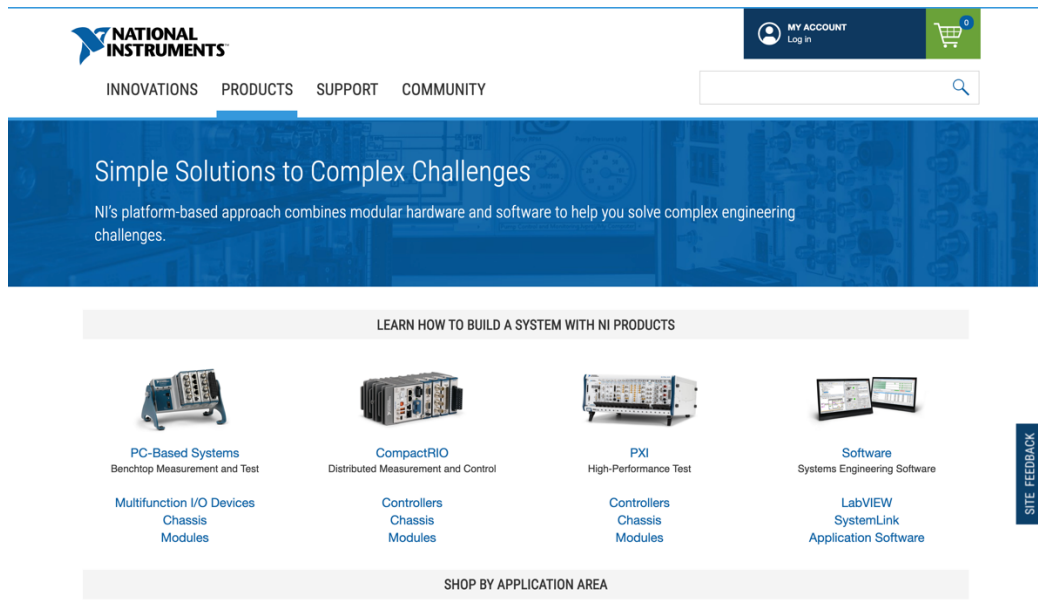 NATIONAL
INSTRUMENTS™
MY ACCOUNT
Log in
0
INNOVATIONS PRODUCTS SUPPORT COMMUNITY
Simple Solutions to Complex Challenges
NI's platform-based approach combines modular hardware and software to help you solve complex engineering
challenges.
LEARN HOW TO BUILD A SYSTEM WITH NI PRODUCTS
PC-Based Systems
Benchtop Measurement and Test
Multifunction I/O Devices
Chassis
Modules
CompactRIO
Distributed Measurement and Control
Controllers
Chassis
Modules
PXI
High-Performance Test
Controllers
Chassis
Modules
Software
Systems Engineering Software
LabVIEW
SystemLink
Application Software
SITE FEEDBACK
SHOP BY APPLICATION AREA